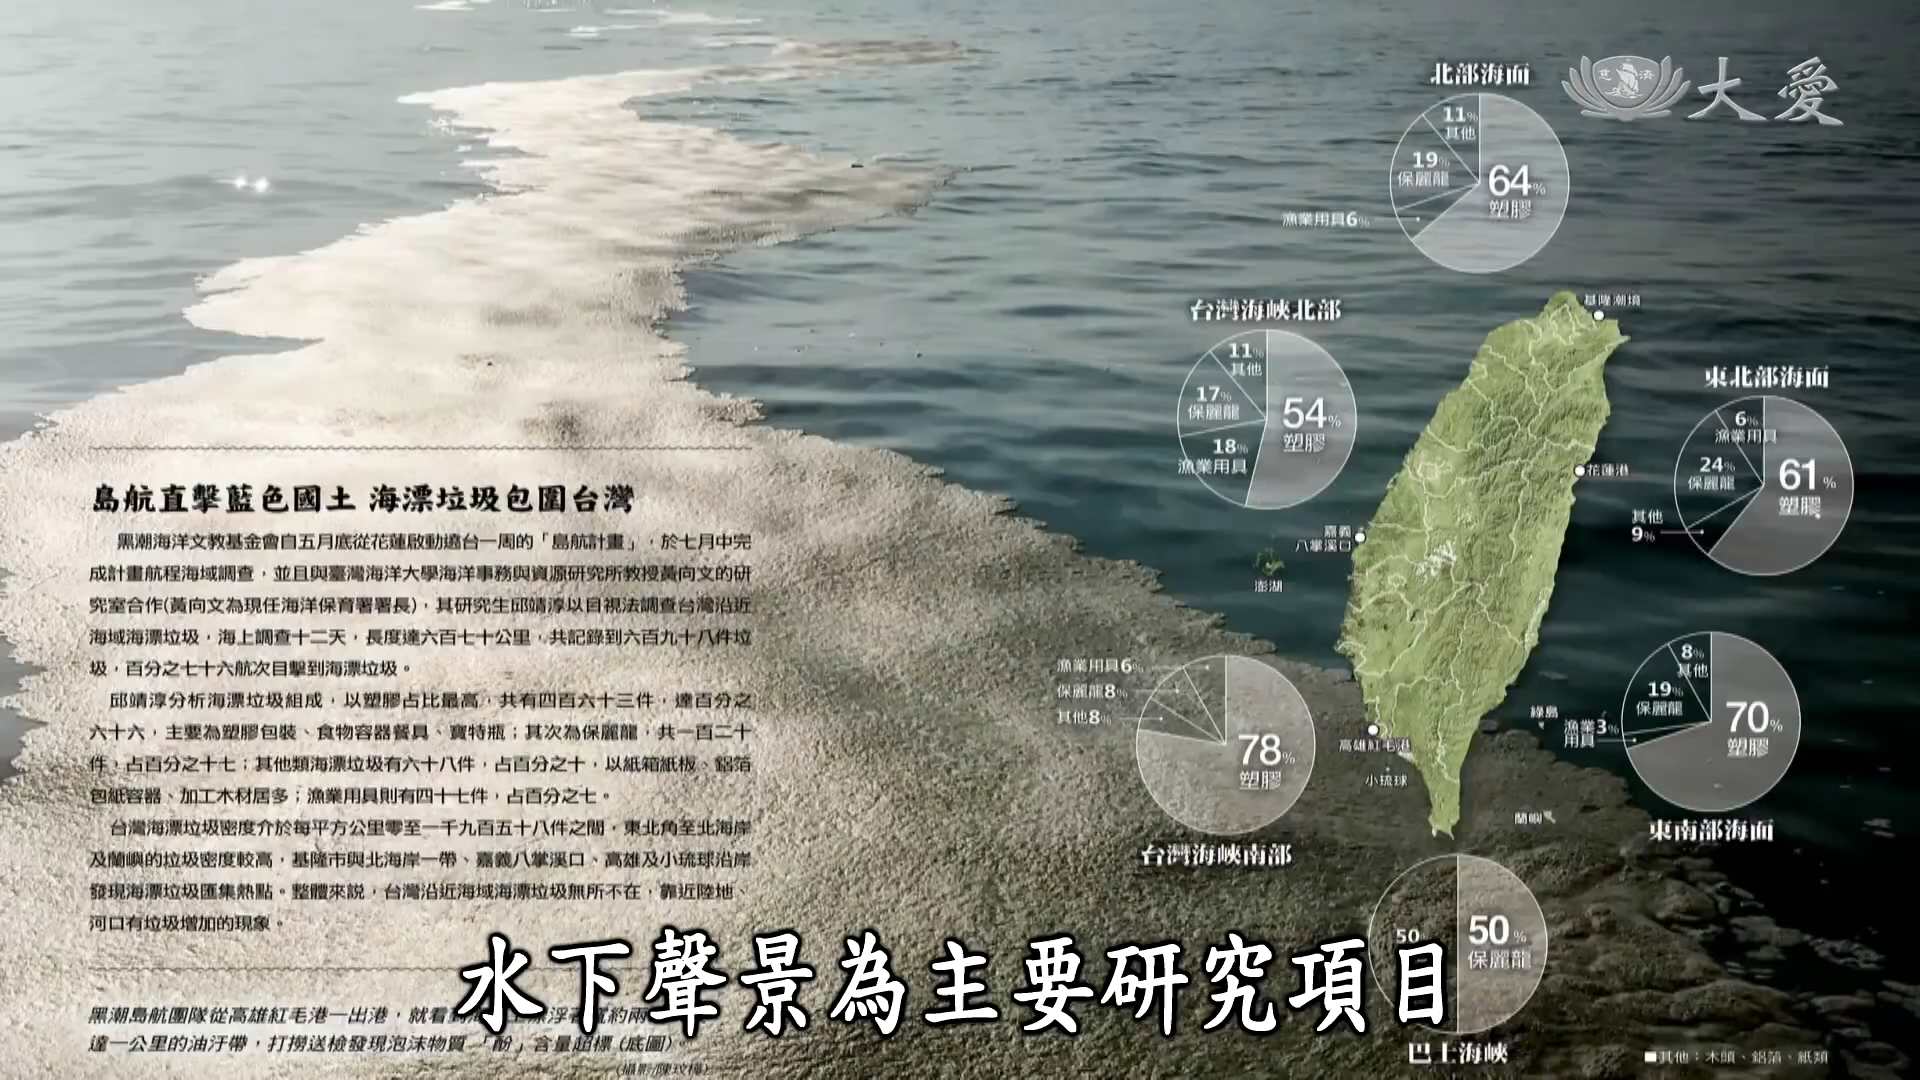 慈 濟 大愛
北部海面
11%
其他
19%
保麗龍
漁業用具6%
64%
塑膠
台灣海峽北部
11%
其他
17%
保麗龍
18%
漁業用具
54%
塑膠
基隆潮境
東北部海面
6%
漁業用具
24%
保麗龍
其他
9%
61%
塑膠
花蓮港
嘉義
八掌溪口
澎湖
島航直擊藍色國土 海漂垃圾包圍台灣
黑潮海洋文教基金會自五月底從花蓮啟動遶台一周的「島航計畫」，於七月中完
成計畫航程海域調查，並且與臺灣海洋大學海洋事務與資源研究所教授黃向文的研
究室合作(黃向文為現任海洋保育署署長)，其研究生邱靖淳以目視法調查台灣沿近
海域海漂垃圾，海上調查十二天，長度達六百七十公里，共記錄到六百九十八件垃
圾，百分之七十六航次目擊到海漂垃圾。
邱靖淳分析海漂垃圾組成，以塑膠占比最高，共有四百六十三件，達百分之
六十六，主要為塑膠包裝、食物容器餐具、寶特瓶；其次為保麗龍，共一百二十
件，占百分之十七；其他類海漂垃圾有六十八件，占百分之十，以紙箱紙板、鋁箔
包紙容器、加工木材居多；漁業用具則有四十七件，占百分之七。
台灣海漂垃圾密度介於每平方公里零至一千九百五十八件之間，東北角至北海岸
及蘭嶼的垃圾密度較高，基隆市與北海岸一帶、嘉義八掌溪口、高雄及小琉球沿岸
發現海漂垃圾匯集熱點。整體來說，台灣沿近海域海漂垃圾無所不在，靠近陸地、
河口有垃圾增加的現象。
漁業用具6%
保麗龍8%
其他8%
78%
塑膠
台灣海峽南部
高雄紅毛港
小琉球
綠島
蘭嶼
8%
其他
19%
保麗龍
漁業3%
用具
70%
塑膠
東南部海面
50
50%
保麗龍
巴士海峽
水下聲景為主要研究項目
黑潮島航團隊從高雄紅毛港一出港，就看到
達一公里的油汙帶，打撈送檢發現泡沫物質「酚」含量超標(底圖)。
■其他：木頭、鋁箔、紙類